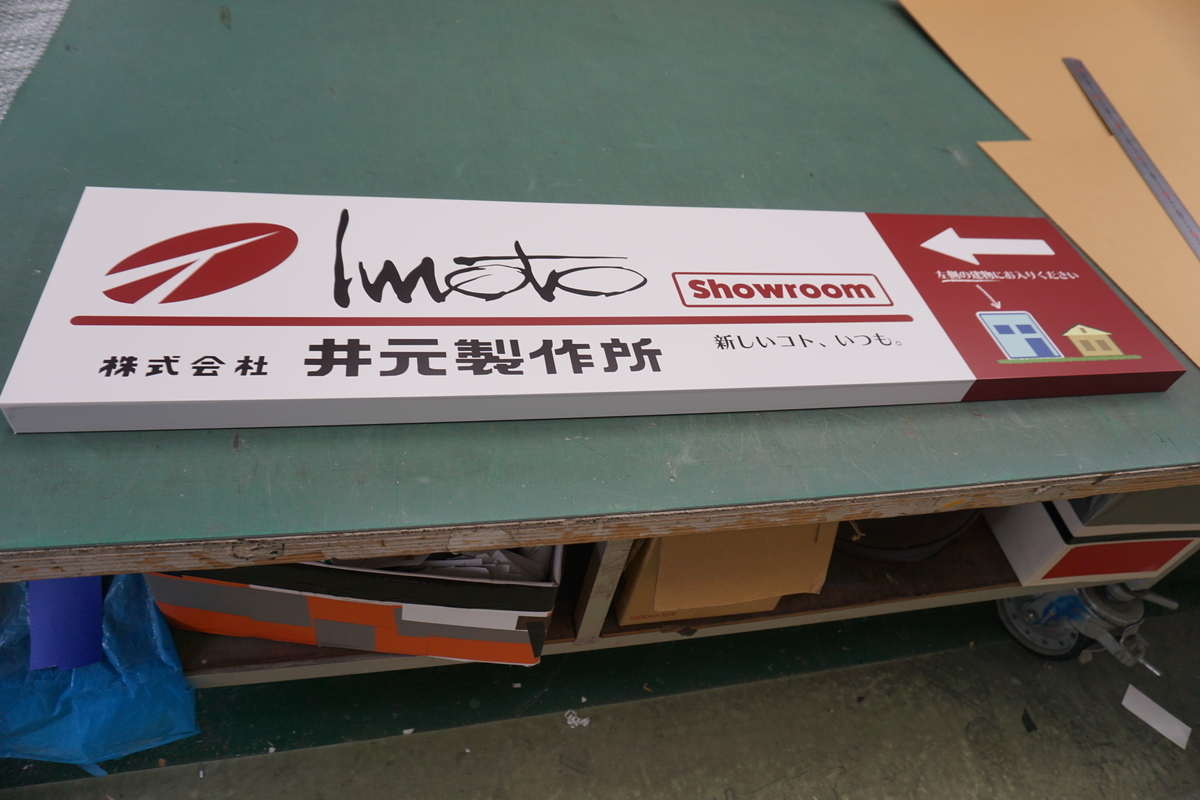 Imoto
Showroom
株式会社 井元製作所
新しいコト、いつも。
左側の建物にお入りください